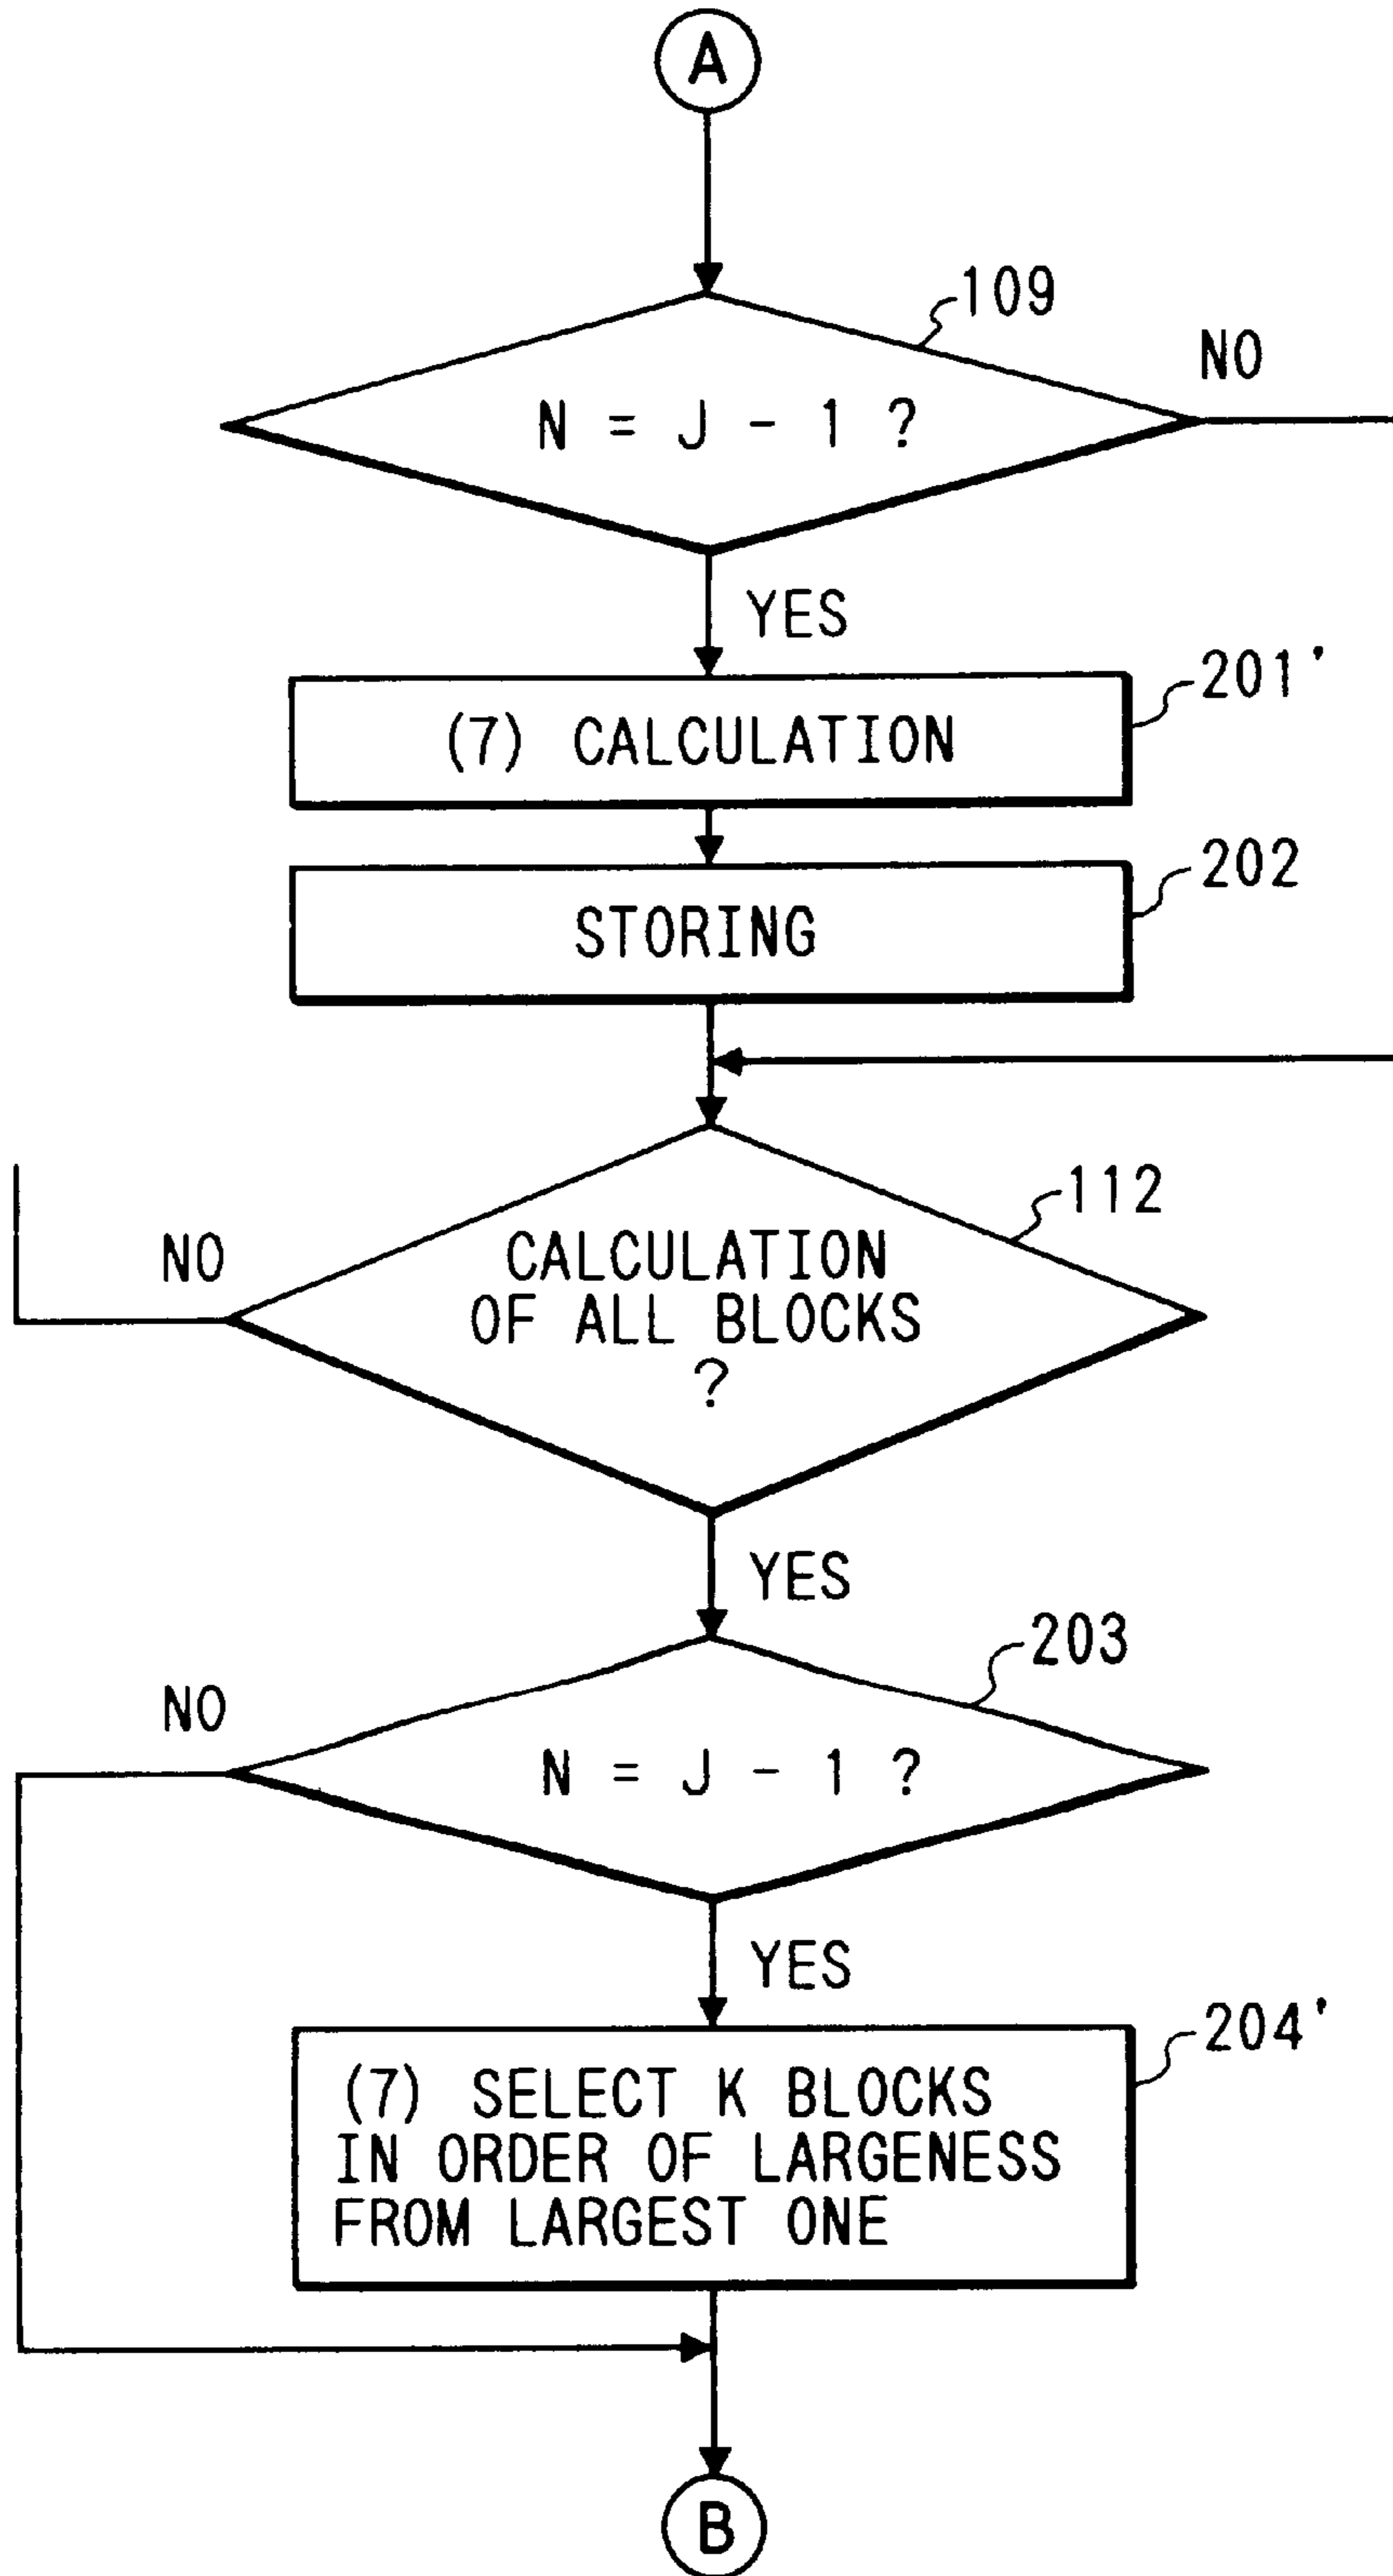 A
109
NO
N = J - 1 ?
YES
201'
(7) CALCULATION
202
STORING
112
NO
CALCULATION
OF ALL BLOCKS
?
YES
203
NO
N = J - 1 ?
YES
204'
(7) SELECT K BLOCKS
IN ORDER OF LARGENESS
FROM LARGEST ONE
B